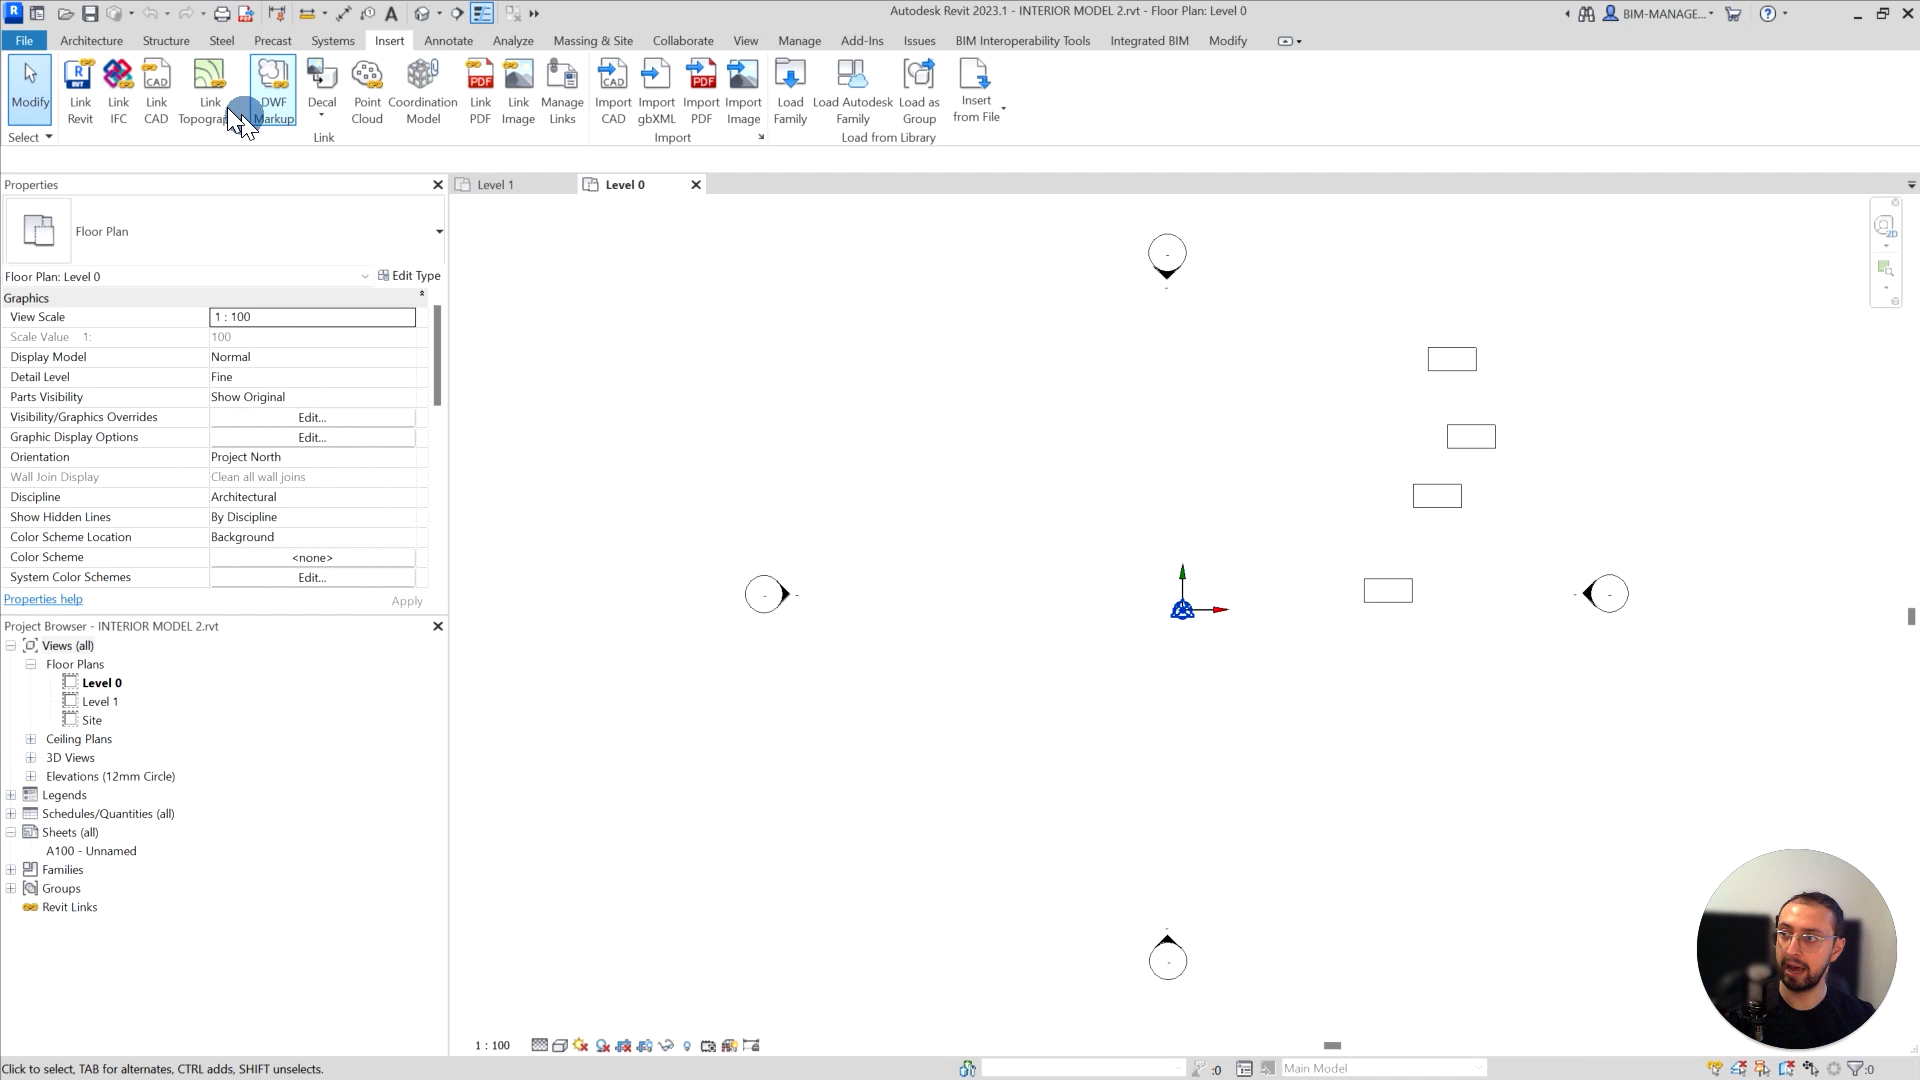 Autodesk Revit 2023.1 - INTERIOR MODEL 2.rvt - Floor Plan: Level 0
BIM-MANAGE...
File Architecture Structure Steel Precast Systems Insert Annotate Analyze Massing & Site Collaborate View Manage Add-Ins Issues BIM Interoperability Tools Integrated BIM Modify
Modify
Link Revit
Link IFC
Link CAD
Link
DWF Markup
Decal
Point Cloud
Coordination Model
Link PDF
Link Image
Manage Links
Import CAD
Import gbXML
Import PDF
Import Image
Load Family
Load Autodesk Family
Load as Group
Insert from File
Select Link Import Load from Library
Properties
Level 1
Level 0
Floor Plan
Floor Plan: Level 0
Edit Type
Graphics
View Scale 1 : 100
Scale Value 1: 100
Display Model Normal
Detail Level Fine
Parts Visibility Show Original
Visibility/Graphics Overrides Edit...
Graphic Display Options Edit...
Orientation Project North
Wall Join Display Clean all wall joins
Discipline Architectural
Show Hidden Lines By Discipline
Color Scheme Location Background
Color Scheme <none>
System Color Schemes Edit...
Properties help Apply
Project Browser - INTERIOR MODEL 2.rvt
Views (all)
Floor Plans
Level 0
Level 1
Site
Ceiling Plans
3D Views
Elevations (12mm Circle)
Legends
Schedules/Quantities (all)
Sheets (all)
A100 - Unnamed
Families
Groups
Revit Links
1 : 100
Click to select, TAB for alternates, CTRL adds, SHIFT unselects.
:0
Main Model
:0